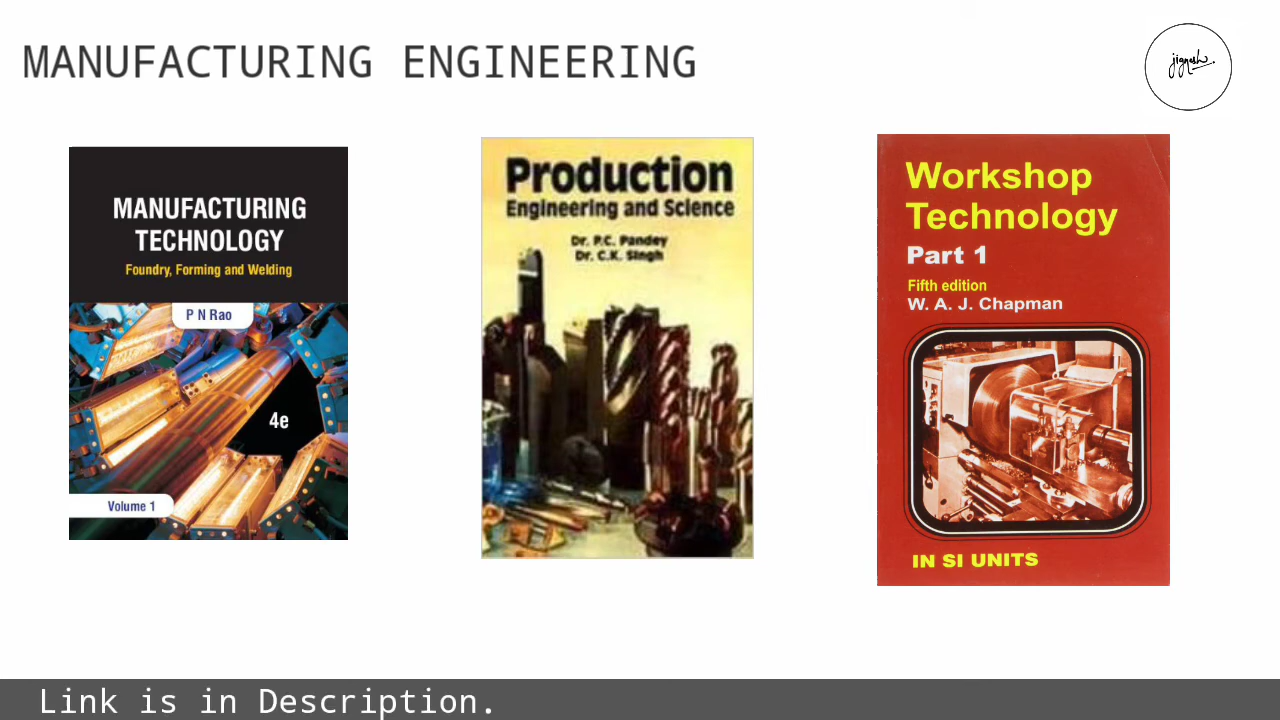 MANUFACTURING ENGINEERING
jignesh
MANUFACTURING
TECHNOLOGY
Foundry, Forming and Welding
P N Rao
4e
Volume 1
Production
Engineering and Science
Dr. P.C. Pandey
Dr. C.K. Singh
Workshop
Technology
Part 1
Fifth edition
W. A. J. Chapman
IN SI UNITS
Link is in Description.